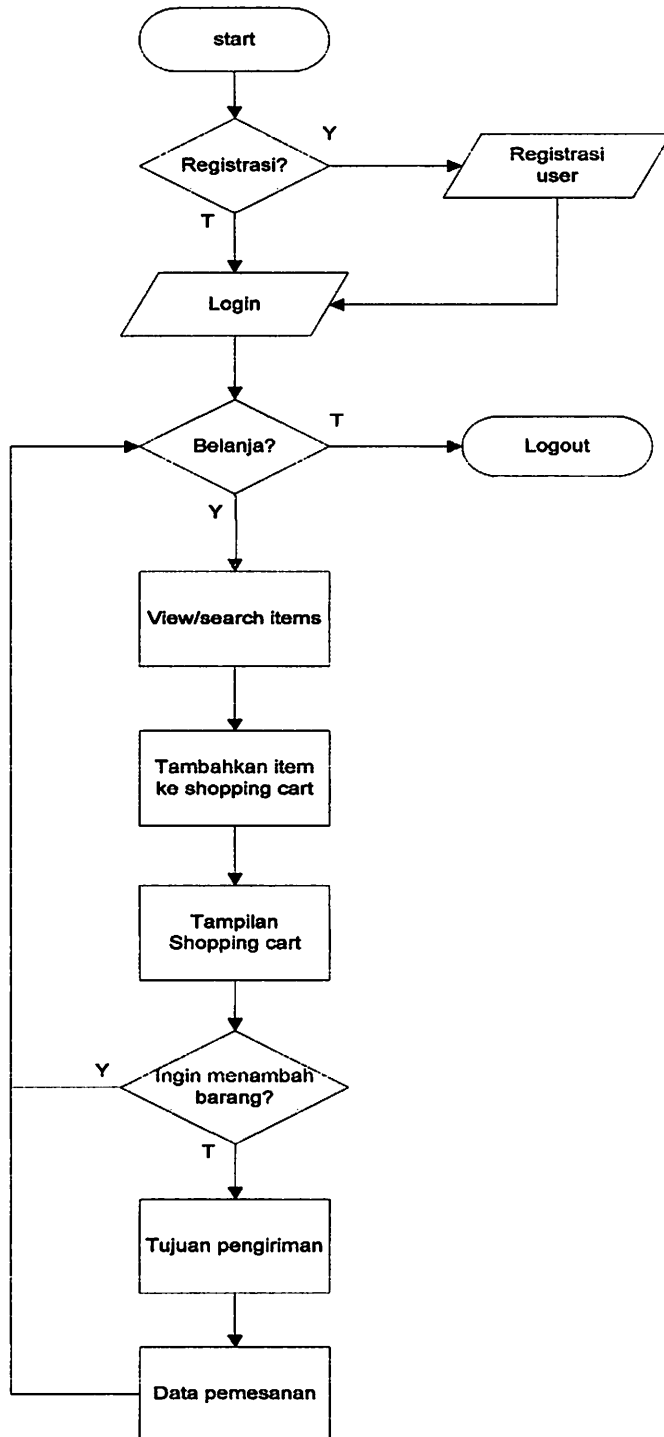 start
Registrasi?
Y
Registrasi
user
T
Login
Belanja?
T
Logout
Y
View/search items
Tambahkan item
ke shopping cart
Tampilan
Shopping cart
Ingin menambah
barang?
Y
T
Tujuan pengiriman
Data pemesanan